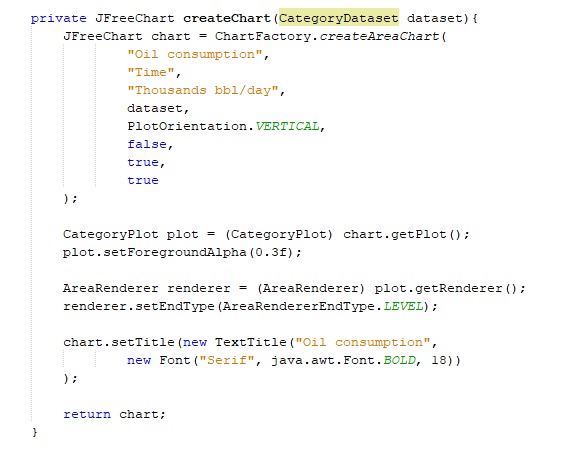 private JFreeChart createChart(CategoryDataset dataset){
JFreeChart chart = ChartFactory.createAreaChart(
"Oil consumption",
"Time",
"Thousands bbl/day",
dataset,
PlotOrientation.VERTICAL,
false,
true,
true
);
CategoryPlot plot = (CategoryPlot) chart.getPlot();
plot.setForegroundAlpha(0.3f);
AreaRenderer renderer = (AreaRenderer) plot.getRenderer();
renderer.setEndType(AreaRendererEndType.LEVEL);
chart.setTitle(new TextTitle("Oil consumption",
new Font("Serif", java.awt.Font.BOLD, 18))
);
return chart;
}